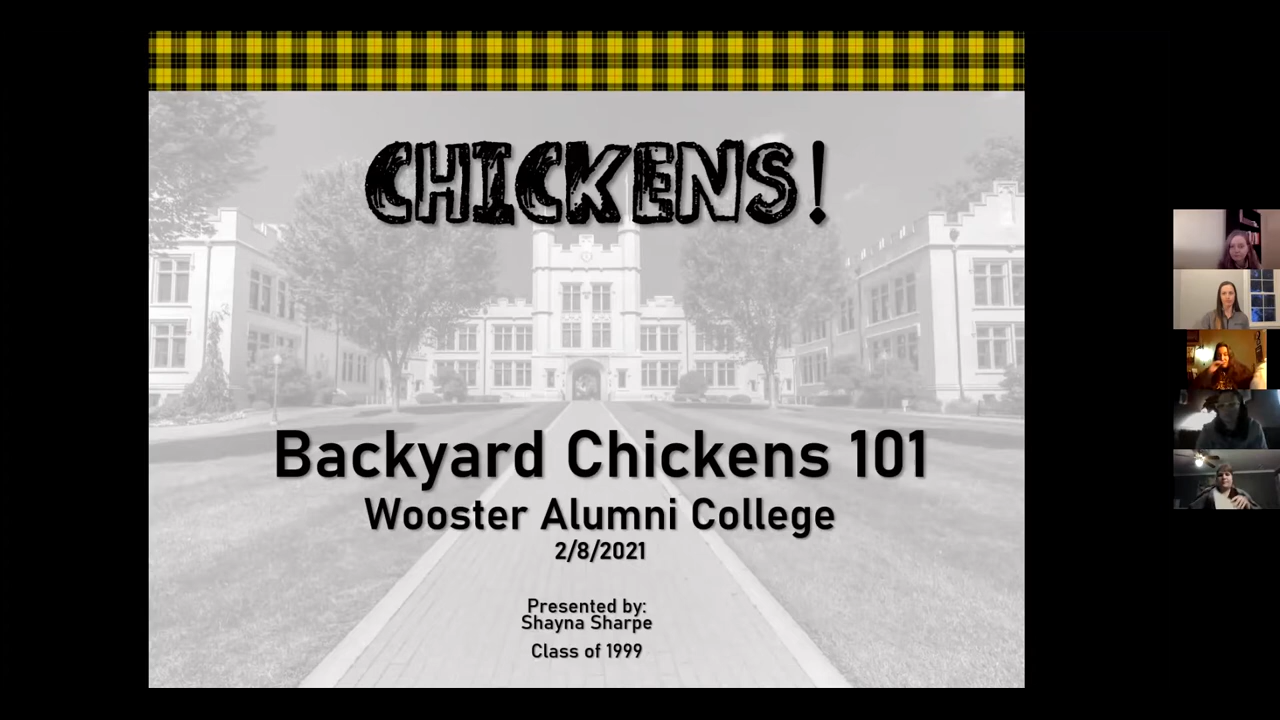 CHICKENS!
Backyard Chickens 101
Wooster Alumni College
2/8/2021
Presented by:
Shayna Sharpe
Class of 1999